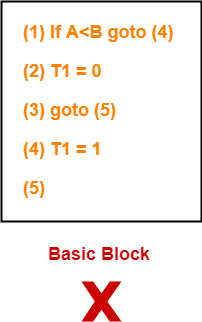 (1) If A<B goto (4)
(2) T1 = 0
(3) goto (5)
(4) T1 = 1
(5)
Basic Block
X